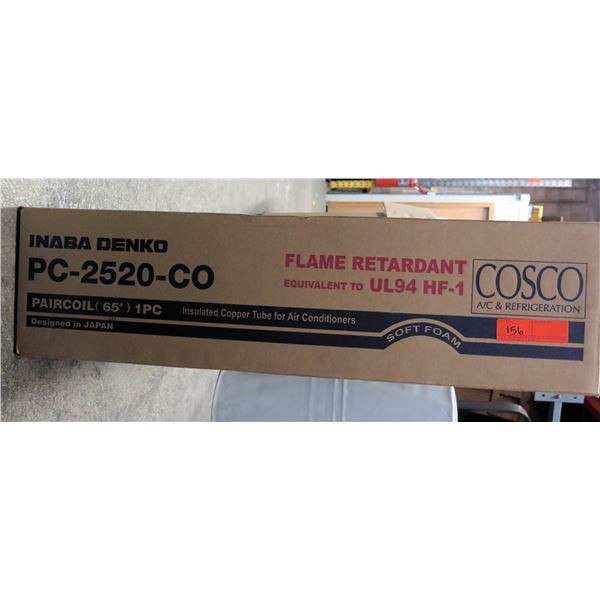 INABA DENKO
PC-2520-CO
PAIRCOIL( 65' ) 1PC
Insulated Copper Tube for Air Conditioners
Designed in JAPAN
FLAME RETARDANT
EQUIVALENT TO UL94 HF-1
SOFT FOAM
COSCO
A/C & REFRIGERATION
156